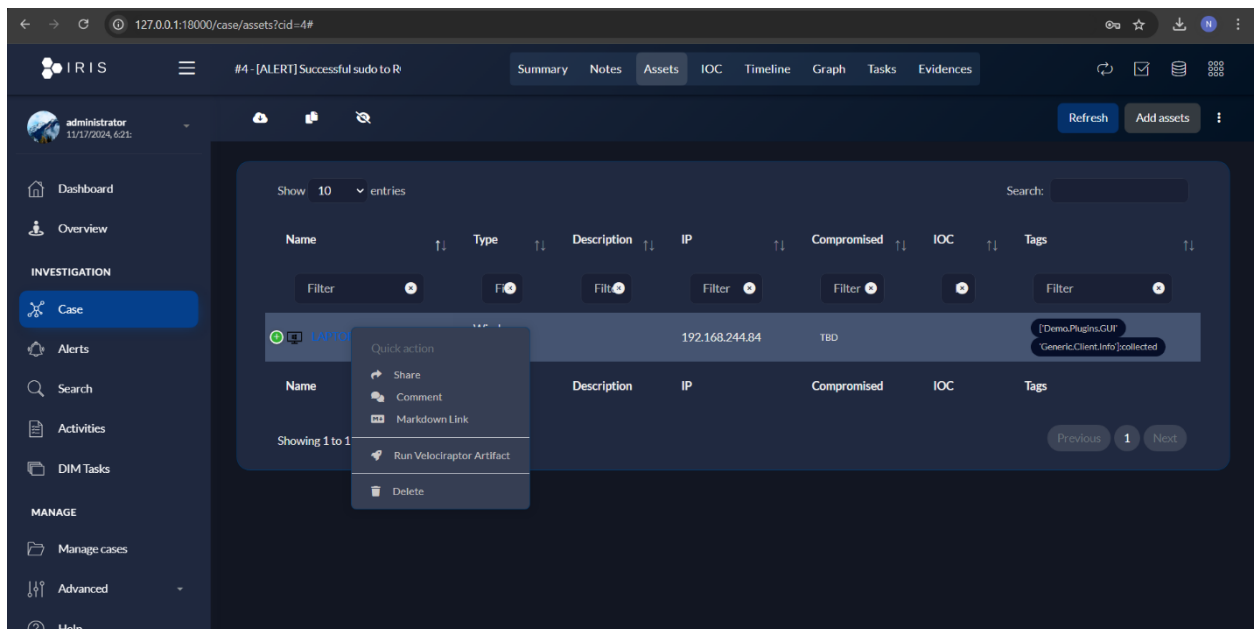 127.0.0.1:18000/case/assets?cid=4#
N
IRIS
#4 - [ALERT] Successful sudo to R
Summary Notes Assets IOC Timeline Graph Tasks Evidences
administrator
11/17/2024, 6:21:
Refresh Add assets
Dashboard
Overview
INVESTIGATION
Case
Alerts
Search
Activities
DIM Tasks
MANAGE
Manage cases
Advanced
Help
Show 10 entries
Search:
Name Type Description IP Compromised IOC Tags
Filter Filter Filter Filter
192.168.244.84 TBD
['Demo.Plugins.GUI'
'Generic.Client.Info']:collected
Quick action
Share
Comment
Markdown Link
Run Velociraptor Artifact
Delete
Name Description IP Compromised IOC Tags
Showing 1 to 1
Previous 1 Next